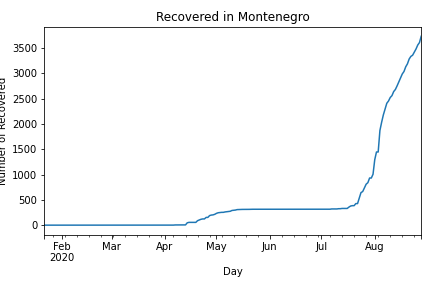 Recovered in Montenegro
Number of Recovered
3500
3000
2500
2000
1500
1000
500
0
Feb
2020
Mar
Apr
May
Jun
Jul
Aug
Day